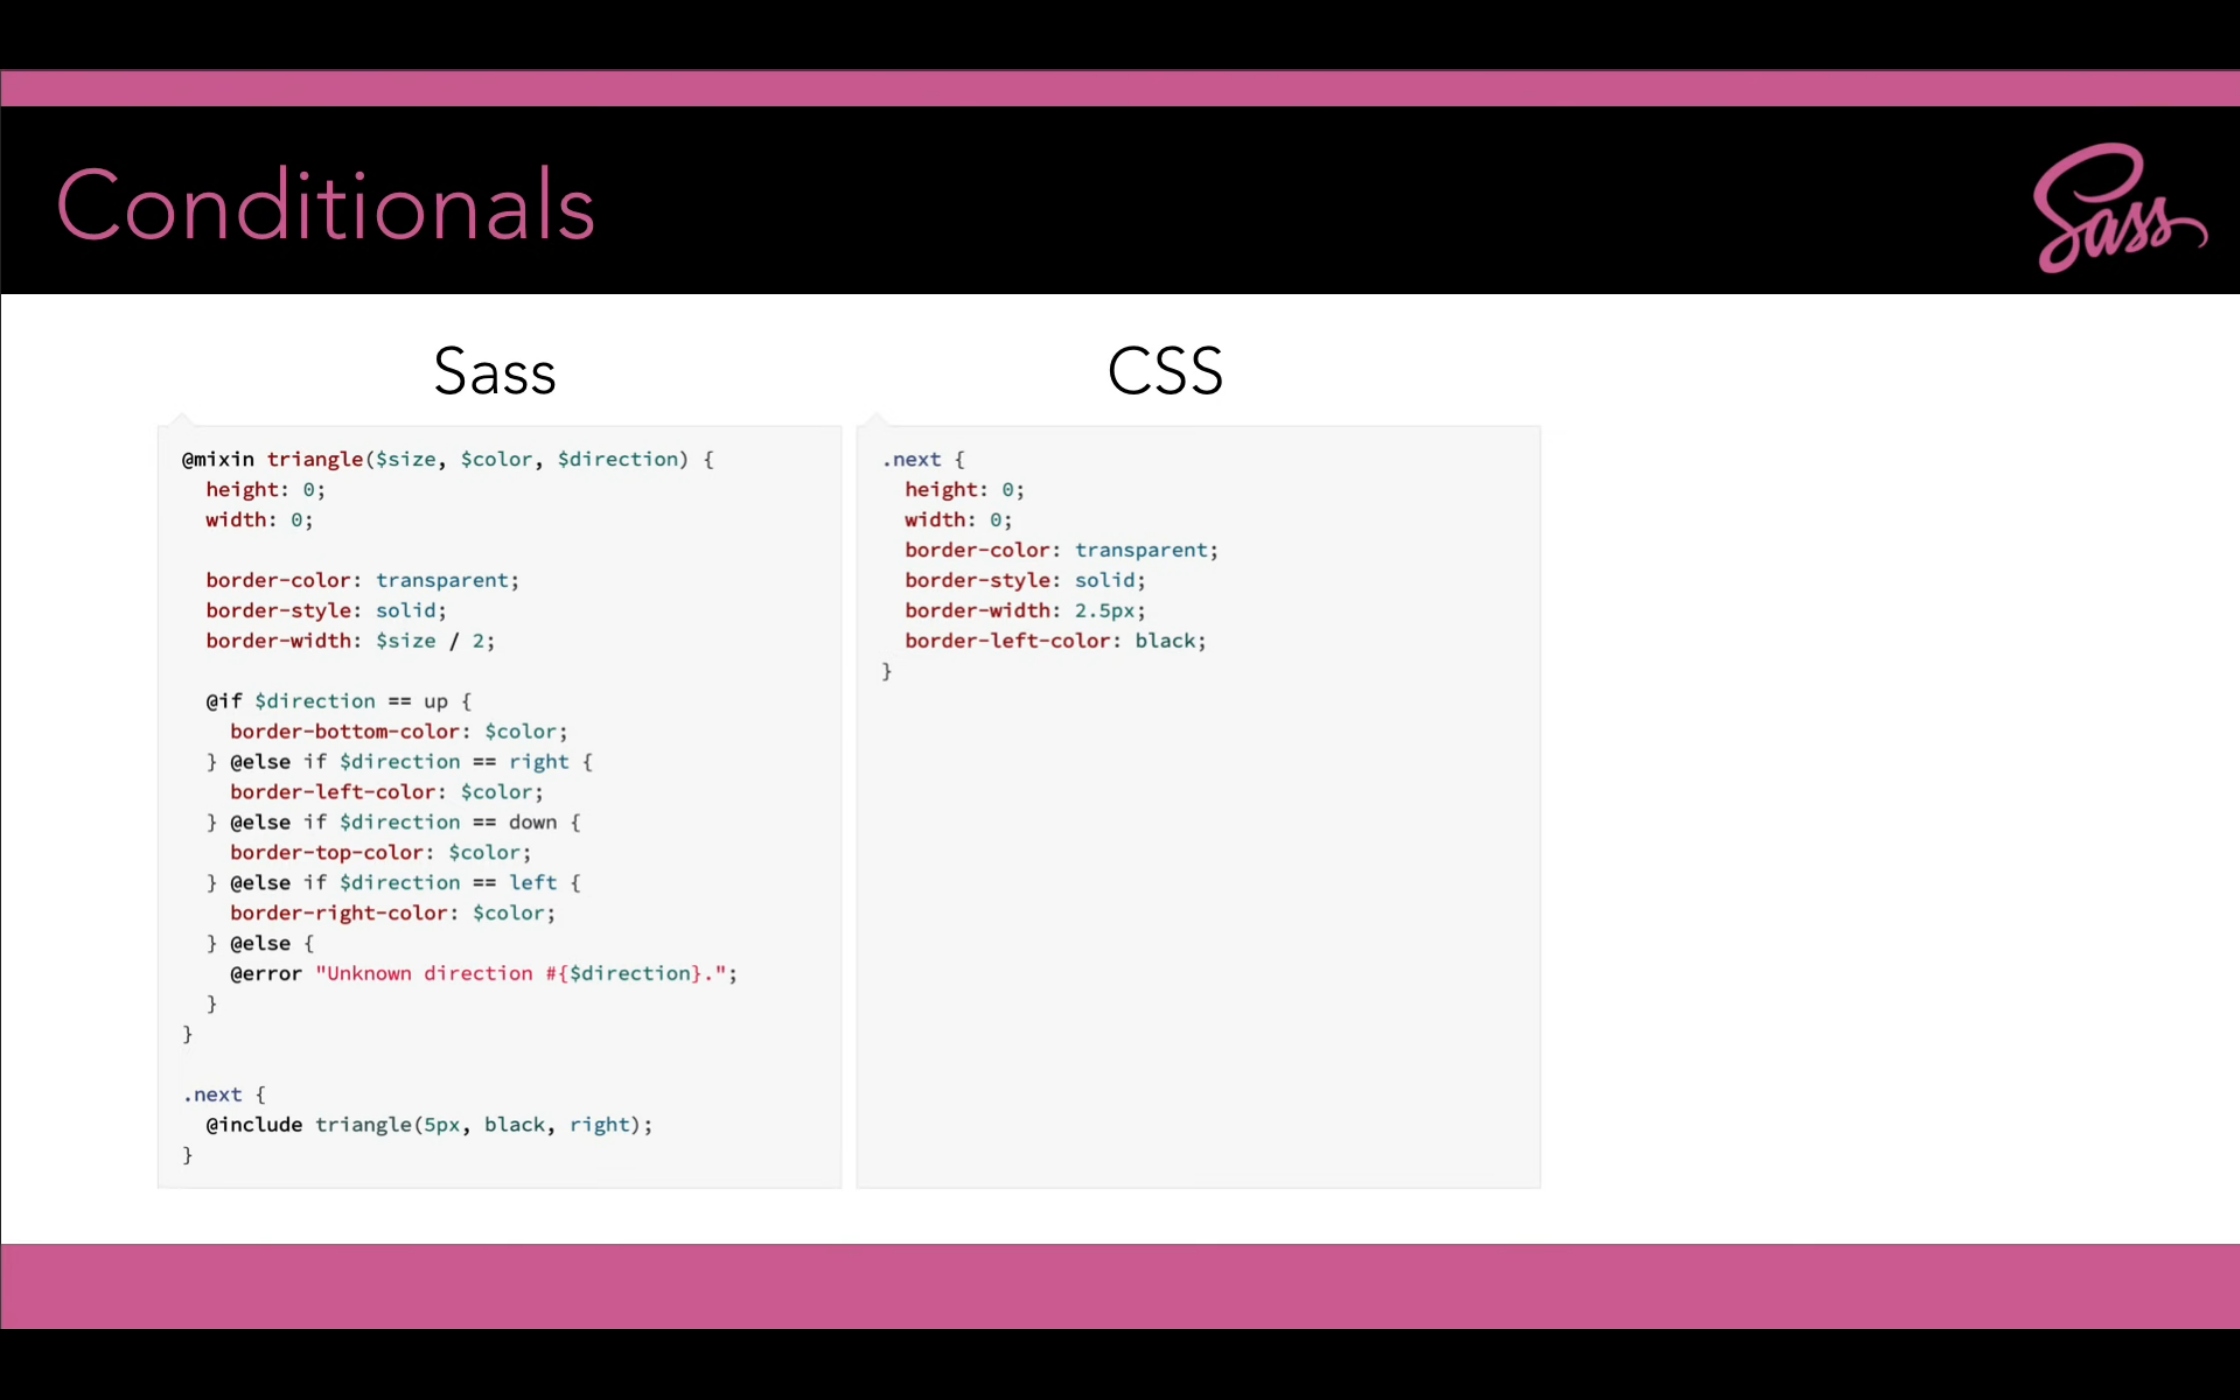 Conditionals
Sass
Sass
CSS
@mixin triangle($size, $color, $direction) {
  height: 0;
  width: 0;

  border-color: transparent;
  border-style: solid;
  border-width: $size / 2;

  @if $direction == up {
    border-bottom-color: $color;
  } @else if $direction == right {
    border-left-color: $color;
  } @else if $direction == down {
    border-top-color: $color;
  } @else if $direction == left {
    border-right-color: $color;
  } @else {
    @error "Unknown direction #{$direction}.";
  }
}

.next {
  @include triangle(5px, black, right);
}
.next {
  height: 0;
  width: 0;
  border-color: transparent;
  border-style: solid;
  border-width: 2.5px;
  border-left-color: black;
}